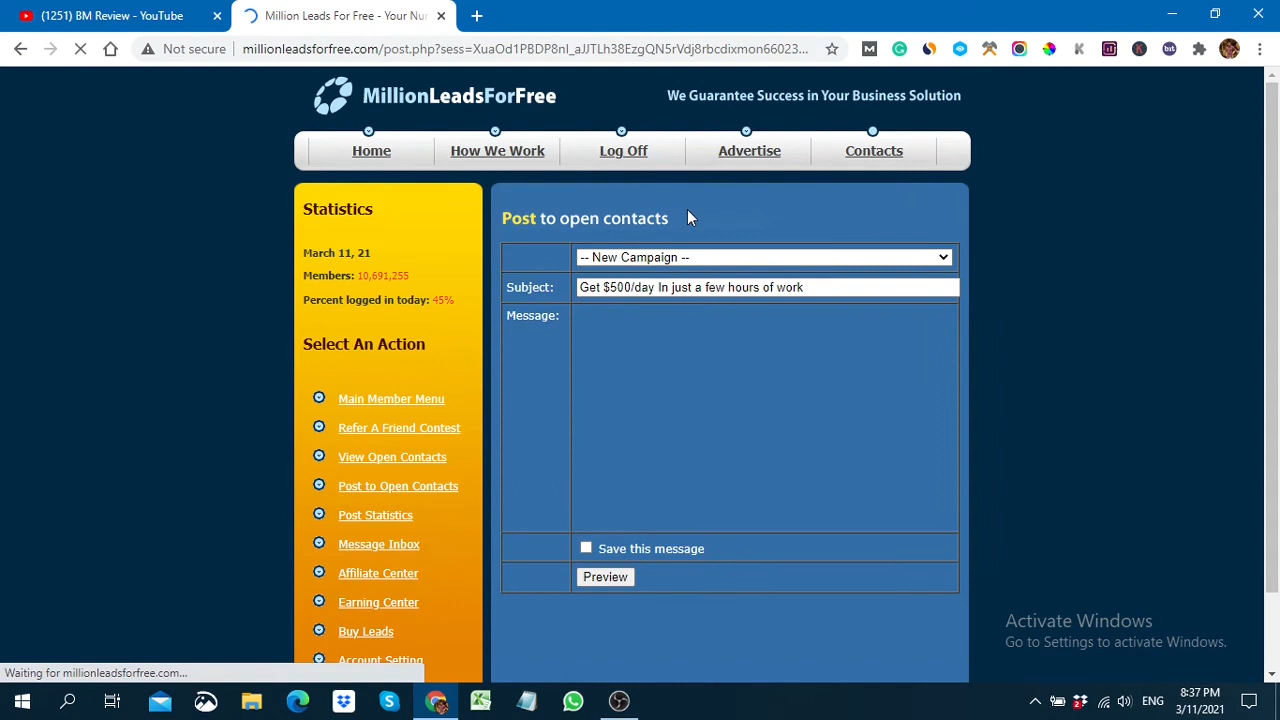 (1251) BM Review - YouTube
Million Leads For Free - Your Nu
Not secure
millionleadsforfree.com/post.php?sess=XuaOd1PBDP8nl_aJJTLh38EzgQN5rVdj8rbcdixmxn66023...
MillionLeadsForFree
We Guarantee Success in Your Business Solution
Home
How We Work
Log Off
Advertise
Contacts
Statistics
March 11, 21
Members: 10,691,255
Percent logged in today: 45%
Select An Action
Main Member Menu
Refer A Friend Contest
View Open Contacts
Post to Open Contacts
Post Statistics
Message Inbox
Affiliate Center
Earning Center
Buy Leads
Account Setting
Post to open contacts
-- New Campaign --
Subject: Get $500/day In just a few hours of work
Message:
Save this message
Preview
Activate Windows
Go to Settings to activate Windows.
Waiting for millionleadsforfree.com...
ENG
8:37 PM
3/11/2021